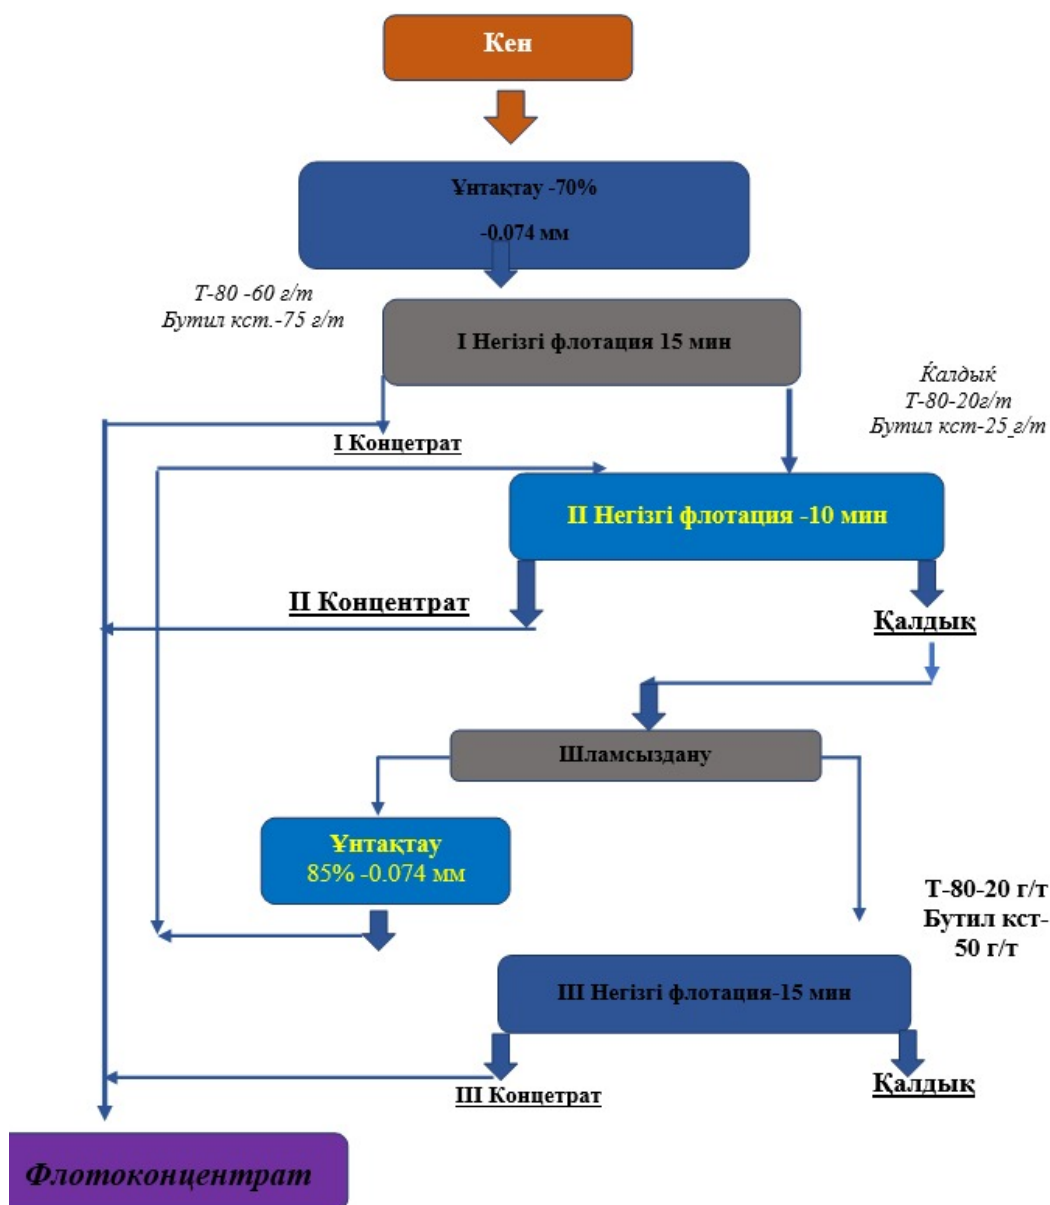 Кен
Ұнтақтау -70%
-0.074 мм
Т-80 -60 г/т
Бутил кст.-75 г/т
I Негізгі флотация 15 мин
Ќалдыќ
Т-80-20г/т
Бутил кст-25 г/т
I Концетрат
II Негізгі флотация -10 мин
II Концентрат
Қалдық
Шламсыздану
Ұнтақтау
85% -0.074 мм
Т-80-20 г/т
Бутил кст-
50 г/т
III Негізгі флотация-15 мин
III Концетрат
Қалдық
Флотоконцентрат